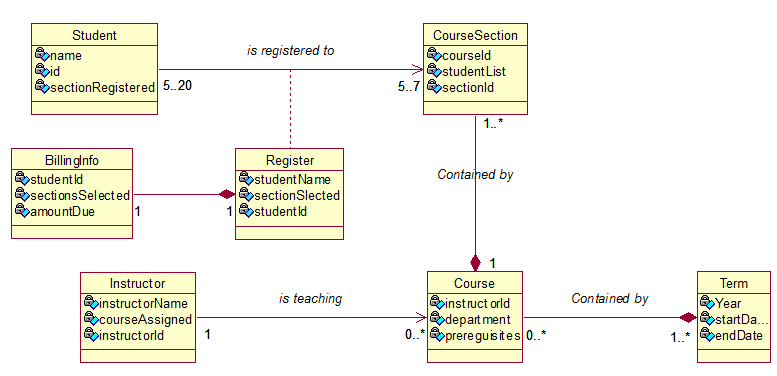 Student
name
id
sectionRegistered
is registered to
5..20
5..7
CourseSection
courseId
studentList
sectionId
1..*
BillingInfo
studentId
sectionsSelected
amountDue
1
1
Register
studentName
sectionSlected
studentId
Contained by
1
Instructor
instructorName
courseAssigned
instructorId
is teaching
1
0..*
Course
instructorId
department
prereguisites
Contained by
0..*
1..*
Term
Year
startDa...
endDate